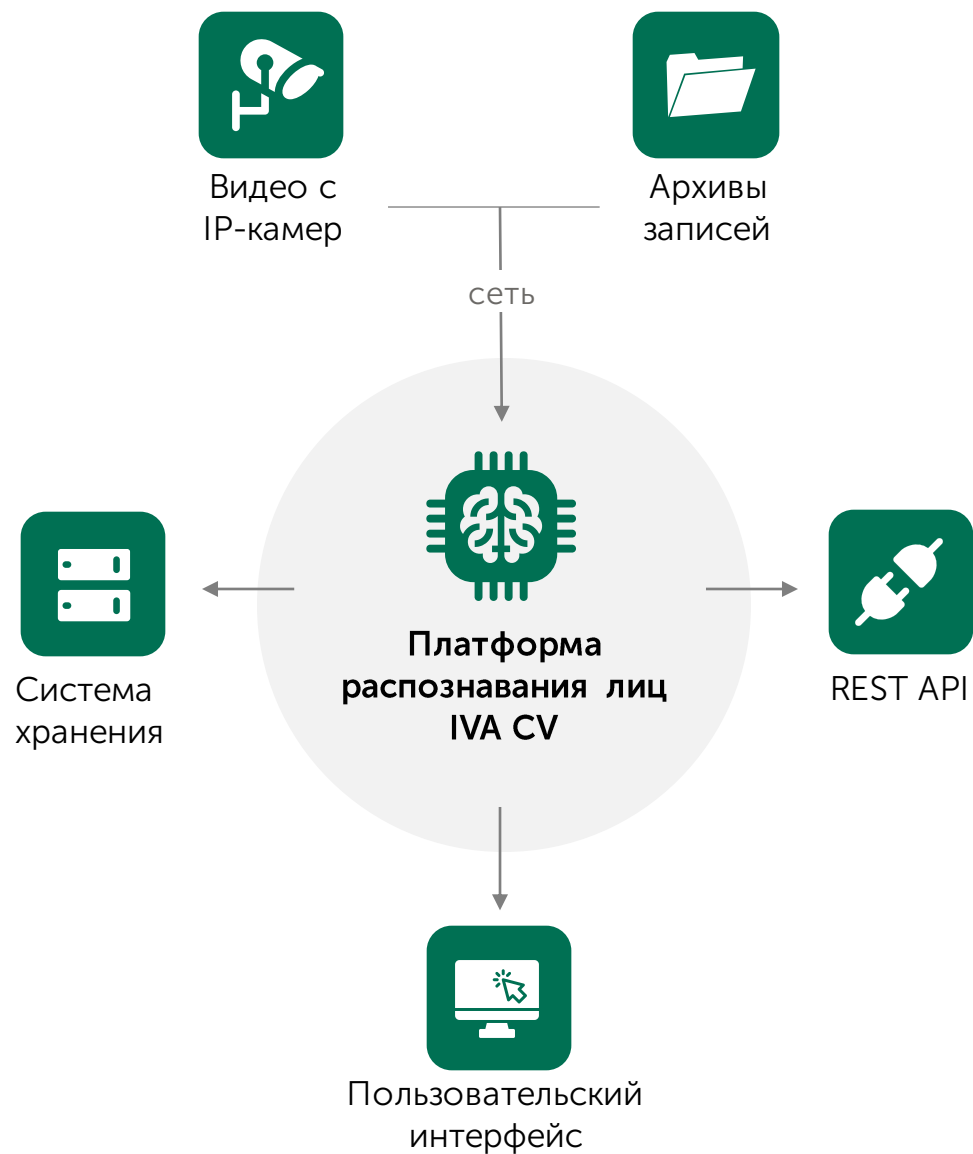 Видео с
IP-камер
Архивы
записей
сеть
Платформа
распознавания лиц
IVA CV
Система
хранения
REST API
Пользовательский
интерфейс